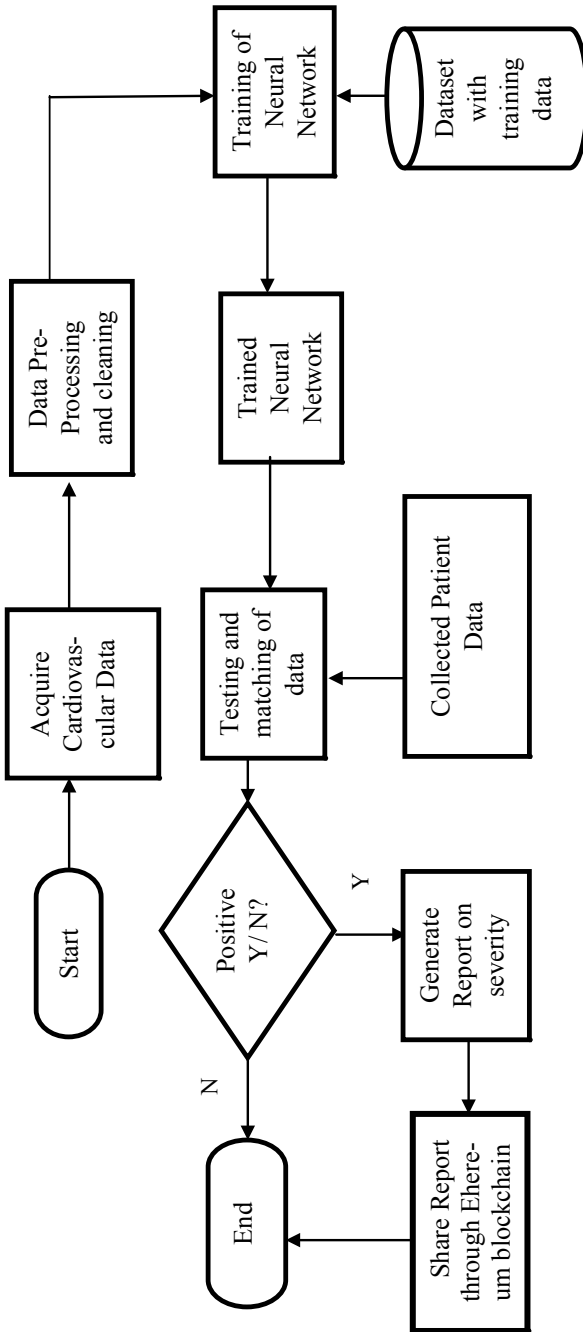 Start
Acquire
Cardiovas-
cular Data
Data Pre-
Processing
and cleaning
Training of
Neural
Network
Dataset
with
training
data
Trained
Neural
Network
Testing and
matching of
data
Collected Patient
Data
Positive
Y/ N?
N
Y
Generate
Report on
severity
Share Report
through Ehere-
um blockchain
End